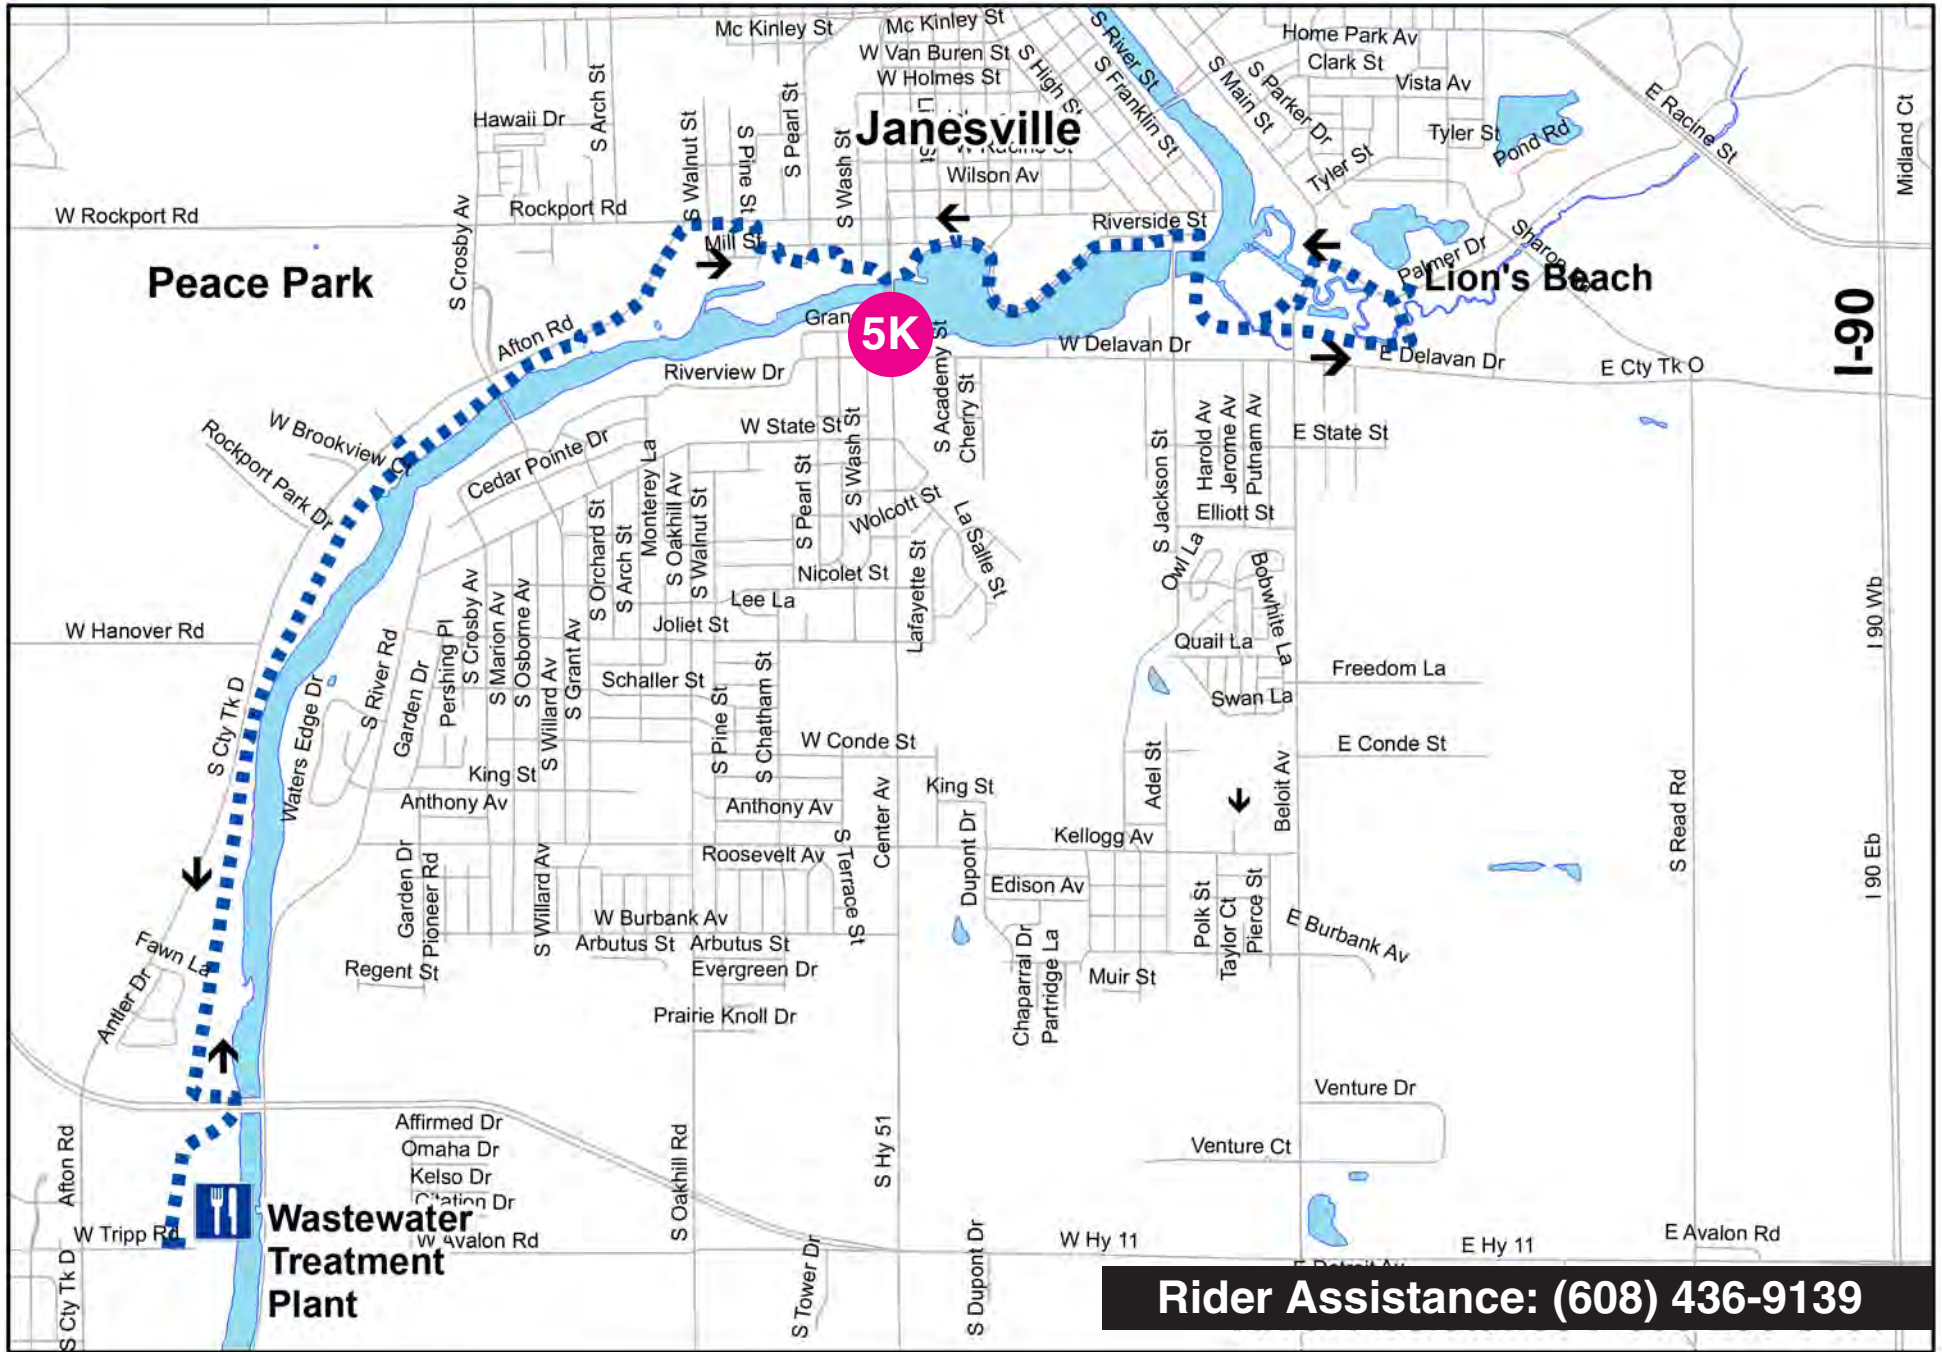 Mc Kinley St
Mc Kinley St
W Van Buren St
W Holmes St
S High St
S River St
S Franklin St
S Main St
S Parker Dr
Home Park Av
Clark St
Vista Av
Tyler St
Pond Rd
Tyler St
E Racine St
Midland Ct
Hawaii Dr
S Arch St
S Walnut St
S Pine St
S Pearl St
S Wash St
Janesville
Wilson Av
W Rockport Rd
Rockport Rd
S Crosby Av
Mill St
Riverside St
Palmer Dr
Peace Park
Lion's Beach
I-90
Afton Rd
5K
S Academy St
W Delavan Dr
E Delavan Dr
E Cty Tk O
Riverview Dr
Cherry St
W Brookview Ct
Rockport Park Dr
Cedar Pointe Dr
Monterey La
W State St
S Wash St
S Jackson St
Harold Av
Jerome Av
Putnam Av
E State St
S Oakhill Av
S Walnut St
S Pearl St
Wolcott St
La Salle St
Elliott St
S Orchard St
S Arch St
Nicolet St
Lafayette St
Owl La
Bobwhite La
I 90 Wb
W Hanover Rd
S River Rd
Pershing Pl
S Crosby Av
S Marion Av
S Osborne Av
S Willard Av
S Grant Av
Lee La
Joliet St
Quail La
Freedom La
Swan La
S Cty Tk D
Waters Edge Dr
Garden Dr
Schaller St
S Pine St
S Chatham St
W Conde St
E Conde St
King St
Anthony Av
Anthony Av
Center Av
King St
Adel St
Beloit Av
S Read Rd
Garden Dr
Pioneer Rd
S Willard Av
Roosevelt Av
S Terrace St
Dupont Dr
Kellogg Av
Edison Av
I 90 Eb
W Burbank Av
Arbutus St
Arbutus St
Evergreen Dr
Polk St
Taylor Ct
Pierce St
E Burbank Av
Fawn La
Antler Dr
Regent St
Prairie Knoll Dr
Chaparral Dr
Partridge La
Muir St
Venture Dr
Venture Ct
Afton Rd
Affirmed Dr
Omaha Dr
Kelso Dr
Citation Dr
S Oakhill Rd
S Hy 51
W Tripp Rd
Wastewater
Treatment
Plant
W Avalon Rd
W Hy 11
E Hy 11
E Avalon Rd
S Cty Tk D
S Tower Dr
S Dupont Dr
Rider Assistance: (608) 436-9139